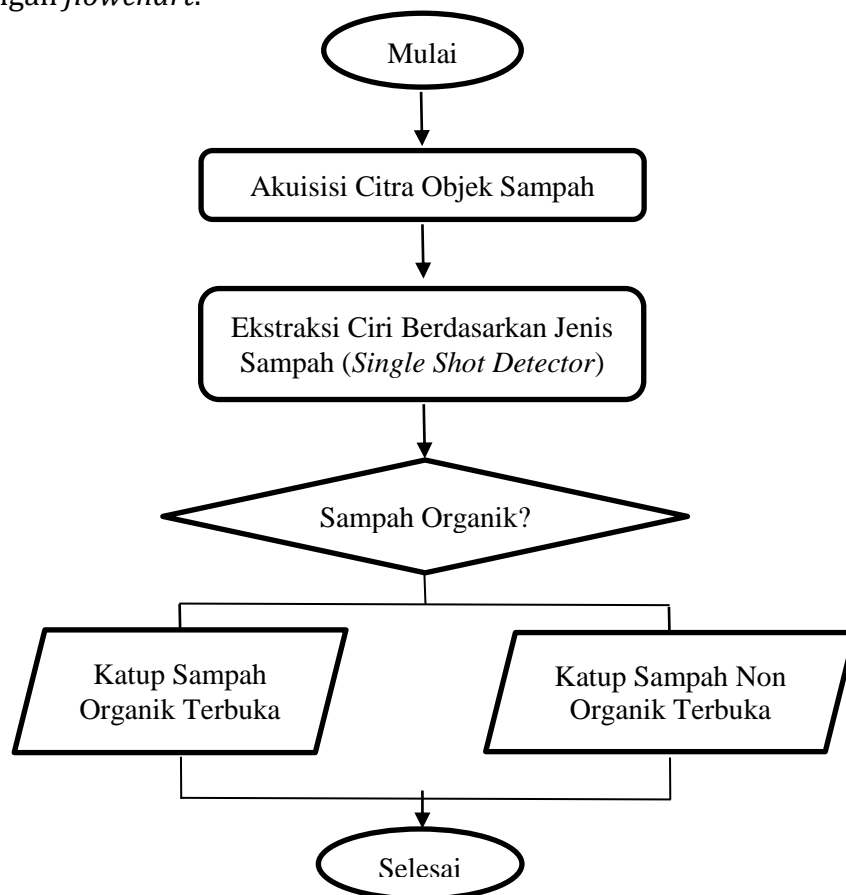 flowchart.
Mulai
Akuisisi Citra Objek Sampah
Ekstraksi Ciri Berdasarkan Jenis
Sampah (Single Shot Detector)
Sampah Organik?
Katup Sampah
Organik Terbuka
Katup Sampah Non
Organik Terbuka
Selesai